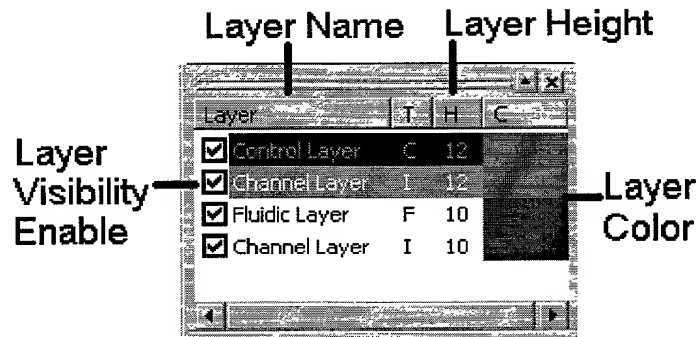 Layer Name Layer Height
Layer T H C
Control Layer C 12
Channel Layer I 12
Fluidic Layer F 10
Channel Layer I 10
Layer
Visibility
Enable
Layer
Color